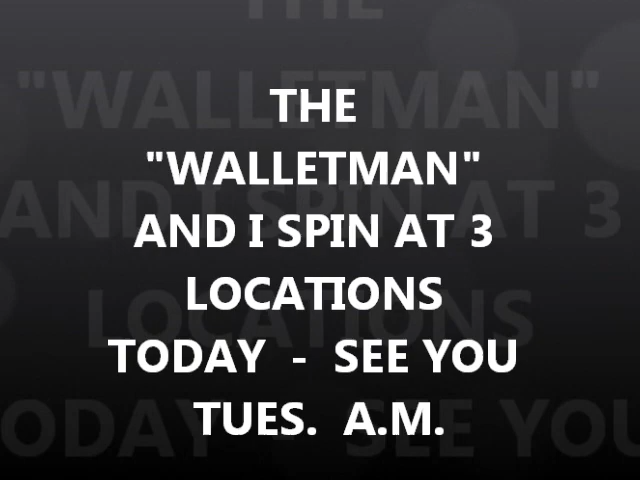 THE
"WALLETMAN"
AND I SPIN AT 3
LOCATIONS
TODAY - SEE YOU
TUES. A.M.